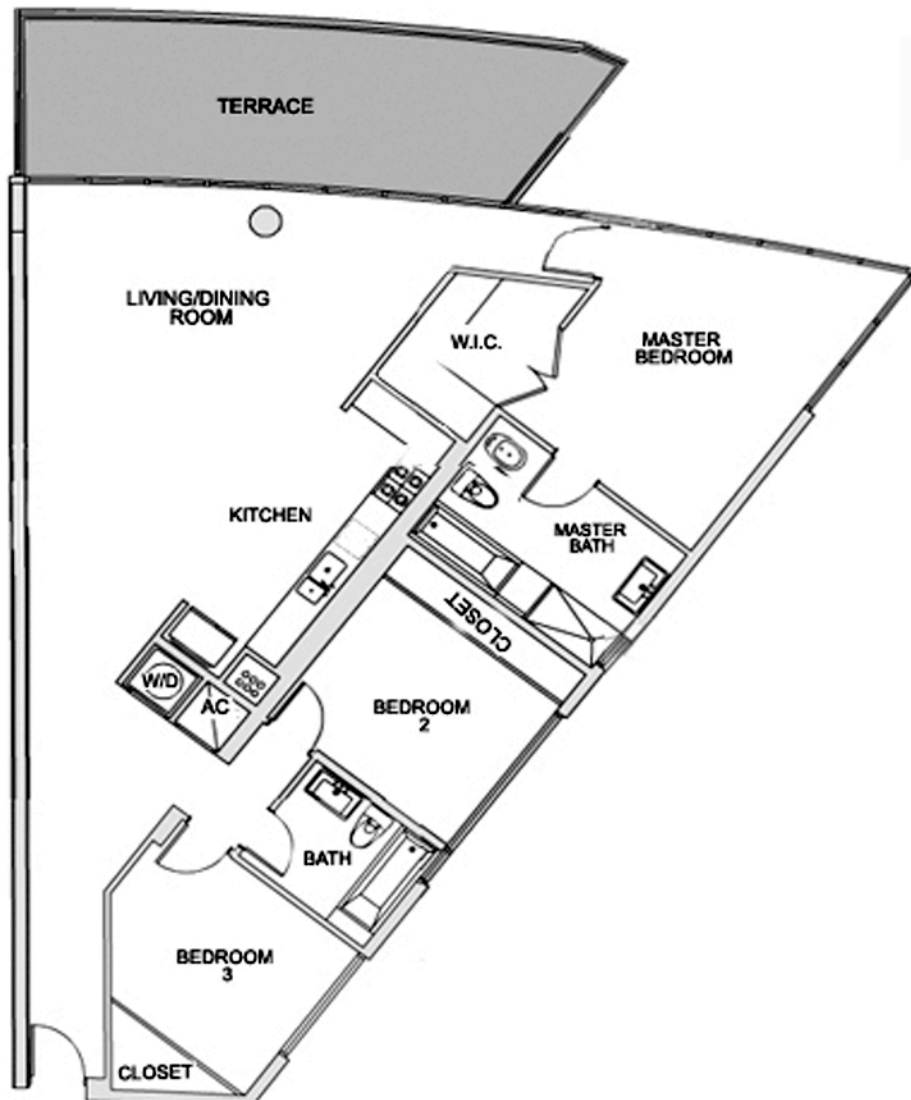 TERRACE
LIVING/DINING
ROOM
W.I.C.
MASTER
BEDROOM
KITCHEN
MASTER
BATH
CLOSET
W/D
AC
BEDROOM
2
BATH
BEDROOM
3
CLOSET